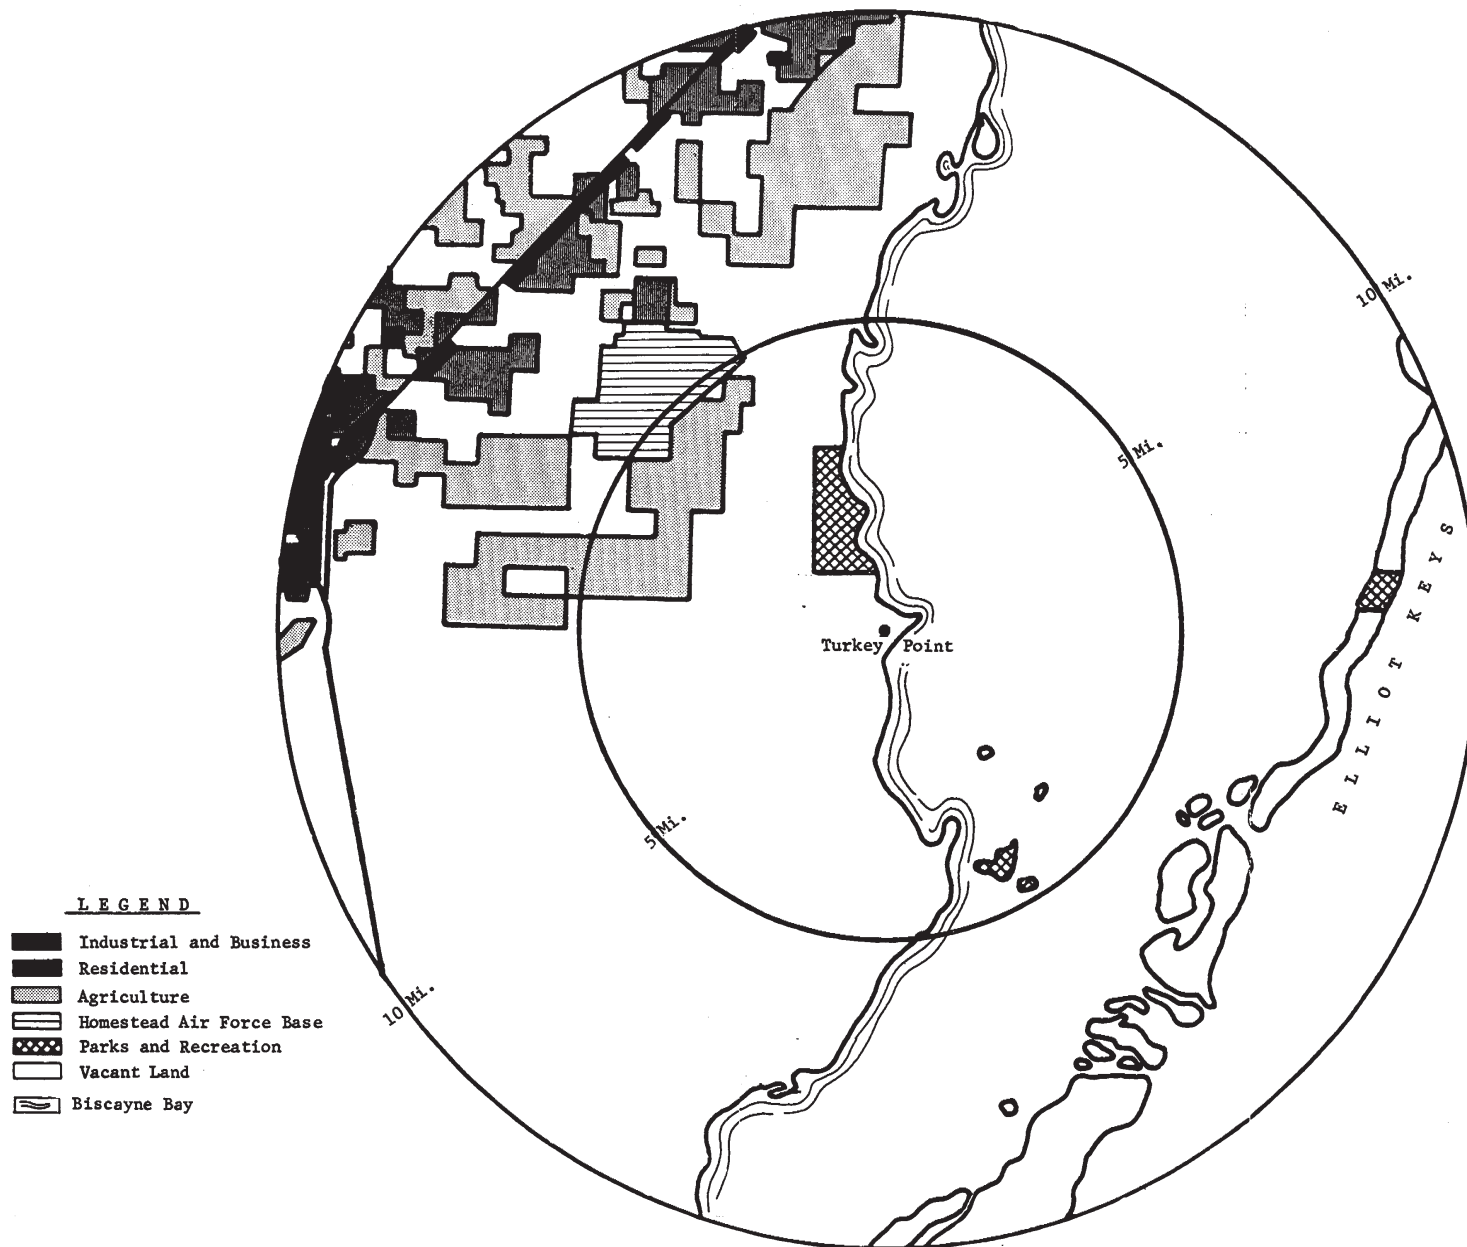 10 Mi.
5 Mi.
Turkey Point
ELLIOT KEYS
5 Mi.
10 Mi.
LEGEND
Industrial and Business
Residential
Agriculture
Homestead Air Force Base
Parks and Recreation
Vacant Land
Biscayne Bay